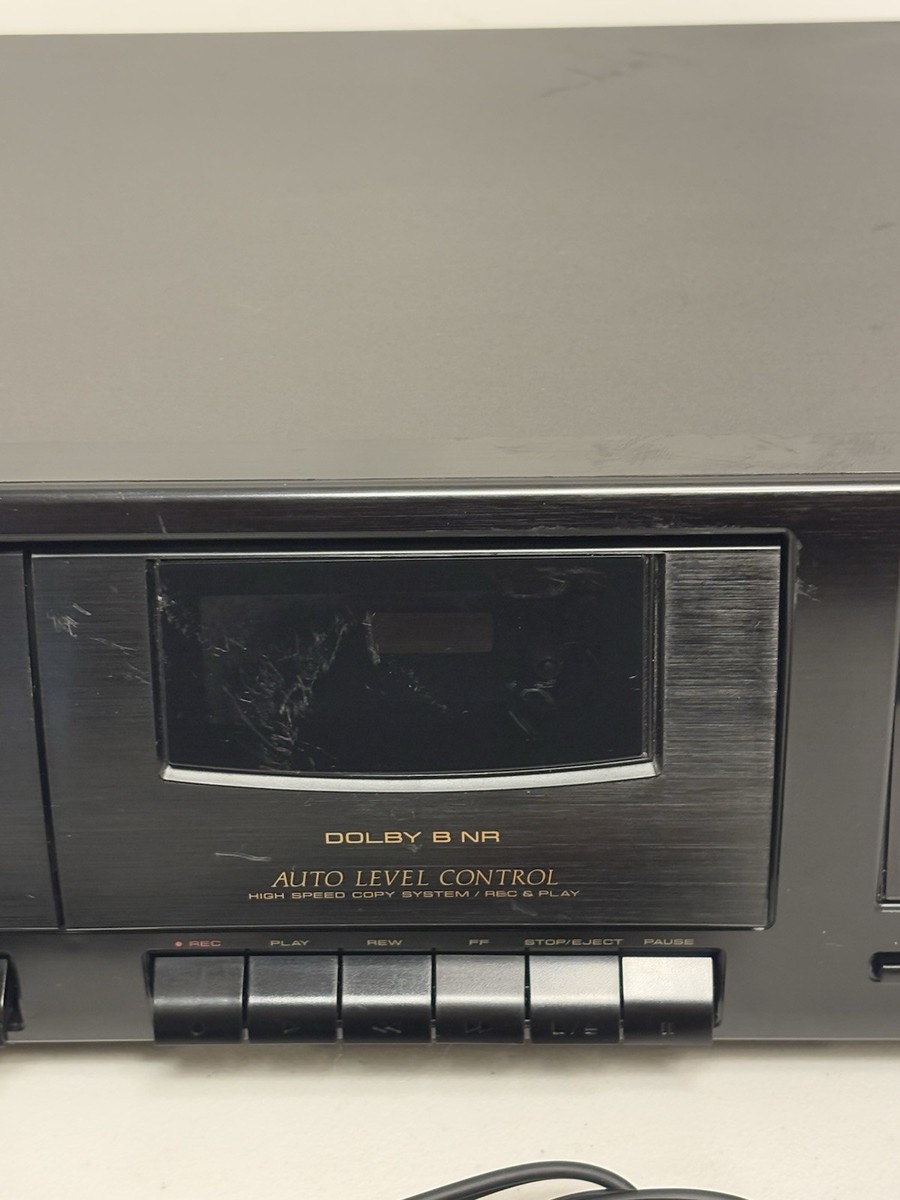 DOLBY B NR
AUTO LEVEL CONTROL
HIGH SPEED COPY SYSTEM / REC & PLAY
REC PLAY REW FF STOP/EJECT PAUSE